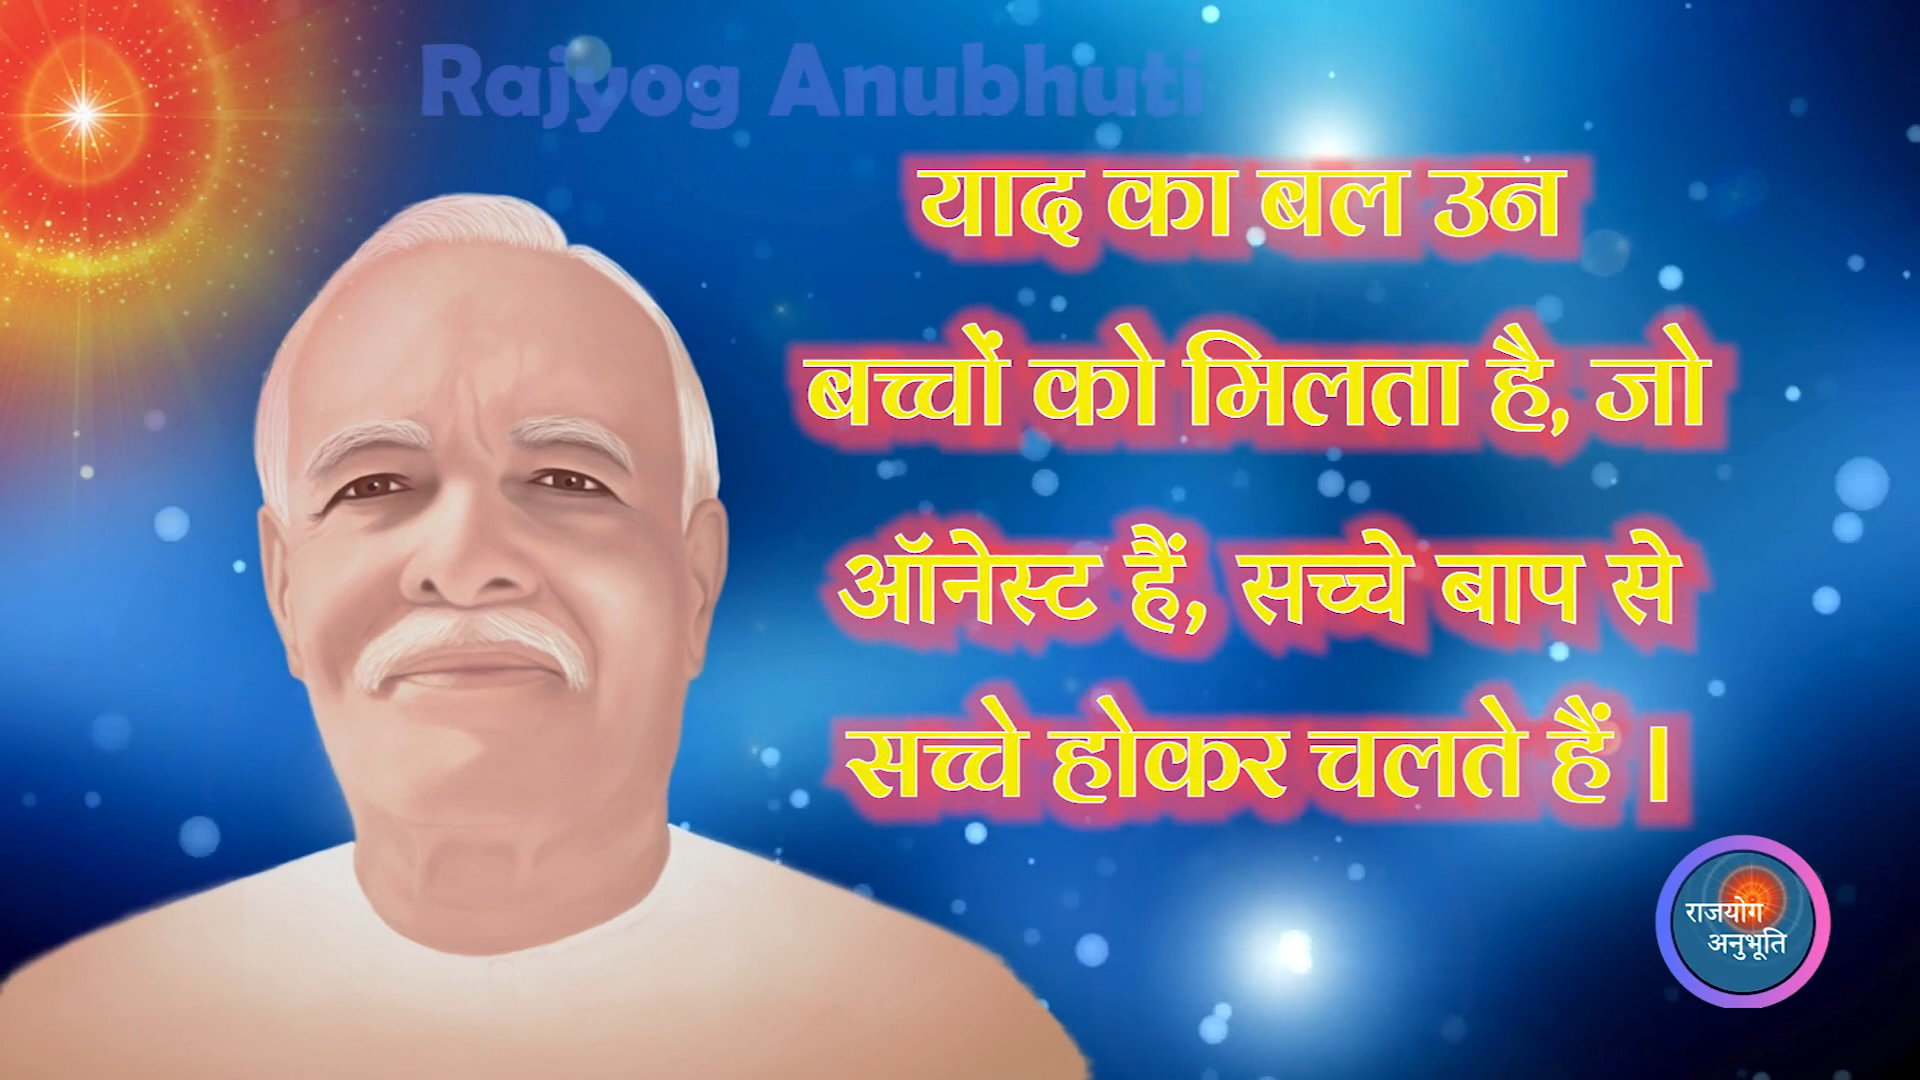 Rajyog Anubhuti
याद का बल उन
बच्चों को मिलता है, जो
ऑनेस्ट हैं, सच्चे बाप से
सच्चे होकर चलते हैं ।
राजयोग
अनुभूति